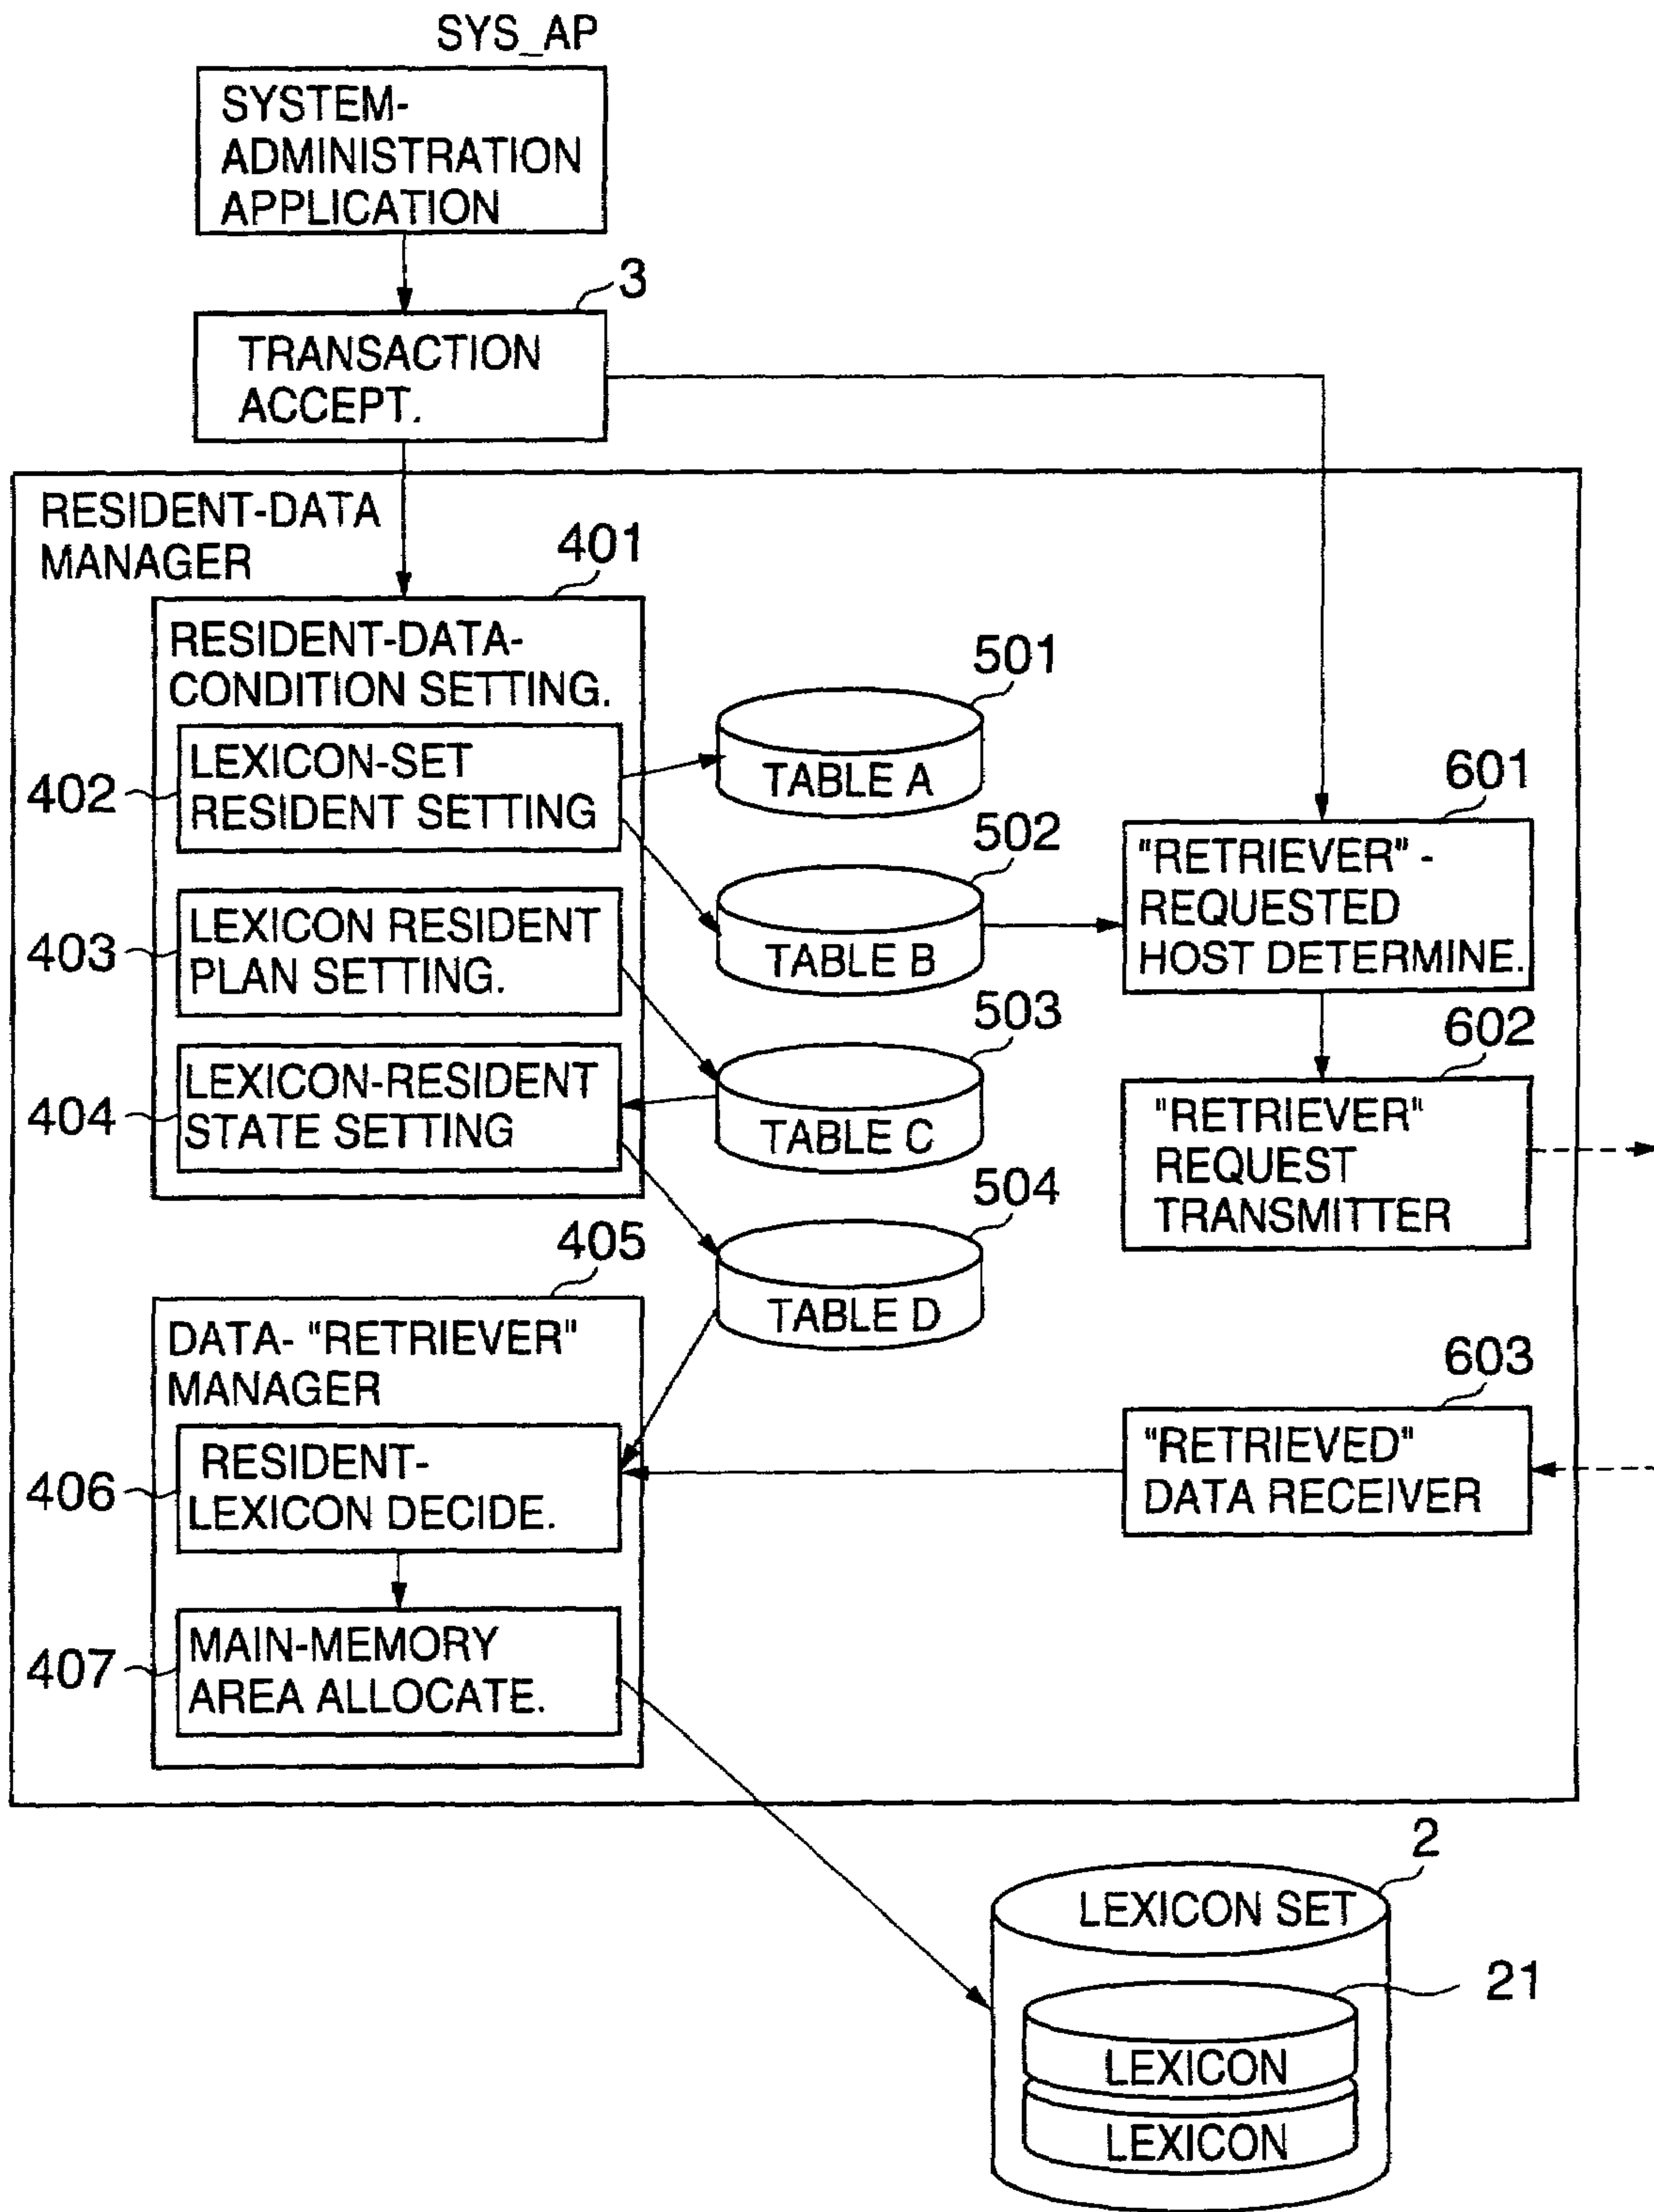 SYS_AP
SYSTEM-
ADMINISTRATION
APPLICATION
3
TRANSACTION
ACCEPT.
RESIDENT-DATA
MANAGER
401
RESIDENT-DATA-
CONDITION SETTING.
402
LEXICON-SET
RESIDENT SETTING
403
LEXICON RESIDENT
PLAN SETTING.
404
LEXICON-RESIDENT
STATE SETTING
501
TABLE A
502
TABLE B
503
TABLE C
504
TABLE D
601
"RETRIEVER" -
REQUESTED
HOST DETERMINE.
602
"RETRIEVER"
REQUEST
TRANSMITTER
603
"RETRIEVED"
DATA RECEIVER
405
DATA- "RETRIEVER"
MANAGER
406
RESIDENT-
LEXICON DECIDE.
407
MAIN-MEMORY
AREA ALLOCATE.
2
LEXICON SET
21
LEXICON
LEXICON